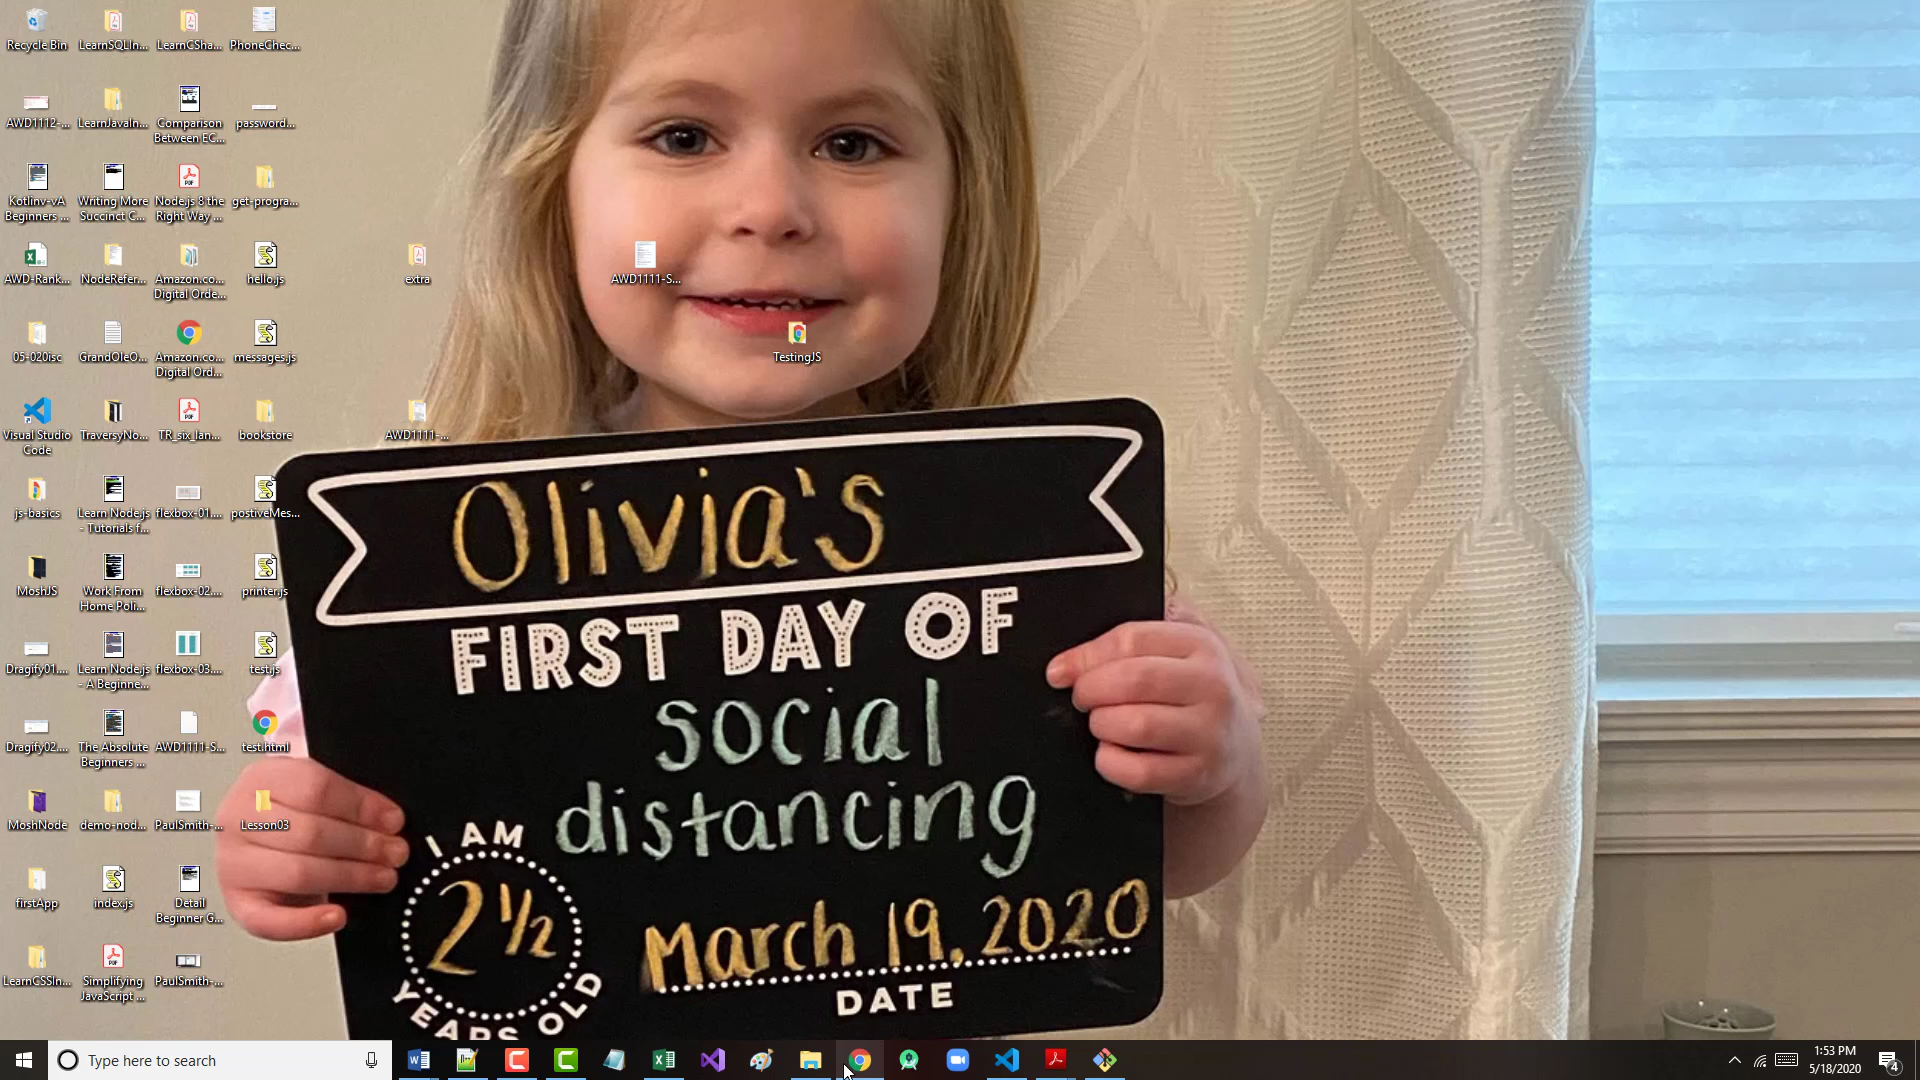 Recycle Bin
LearnSQLIn...
LearnCSha...
PhoneChec...
AWD1112-...
LearnJavaIn...
Comparison
Between EC...
password...
Kotlinv-vA
Beginners ...
Writing More
Succinct C...
Node.js 8 the
Right Way ...
get-progra...
AWD-Rank...
NodeRefer...
Amazon.co...
Digital Orde...
hello.js
extra
AWD1111-S...
05-020isc
GrandOleO...
Amazon.co...
Digital Ord...
messages.js
TestingJS
Visual Studio
Code
TraversyNo...
TR_six_lan...
bookstore
AWD1111-...
js-basics
Learn Node.js
- Tutorials f...
flexbox-01....
postiveMes...
MoshJS
Work From
Home Poli...
flexbox-02....
printer.js
Dragify01....
Learn Node.js
- A Beginne...
flexbox-03....
test.js
Dragify02....
The Absolute
Beginners ...
AWD1111-S...
test.html
MoshNode
demo-nod...
PaulSmith-...
Lesson03
firstApp
index.js
Detail
Beginner G...
LearnCSSIn...
Simplifying
JavaScript ...
PaulSmith-...
Olivia's
FIRST DAY OF
social
distancing
I AM
2 1/2
YEARS OLD
March 19, 2020
DATE
Type here to search
1:53 PM
5/18/2020
4